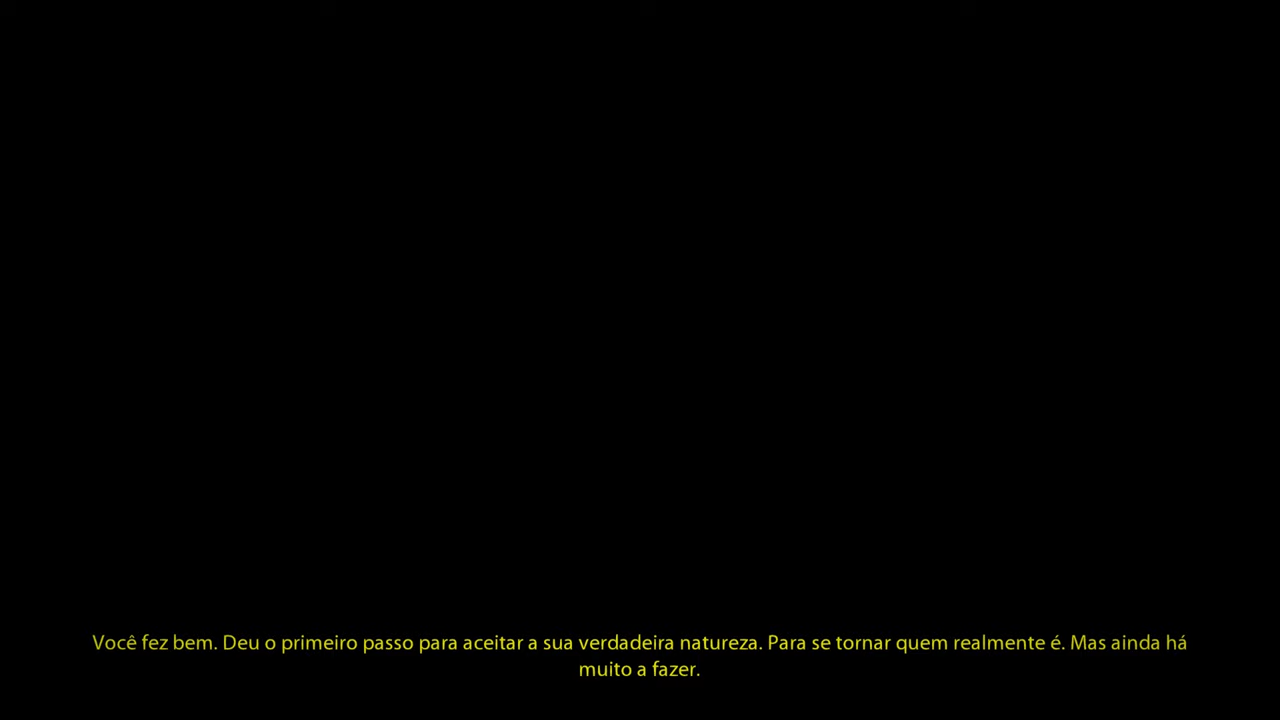 Você fez bem. Deu o primeiro passo para aceitar a sua verdadeira natureza. Para se tornar quem realmente é. Mas ainda há
muito a fazer.